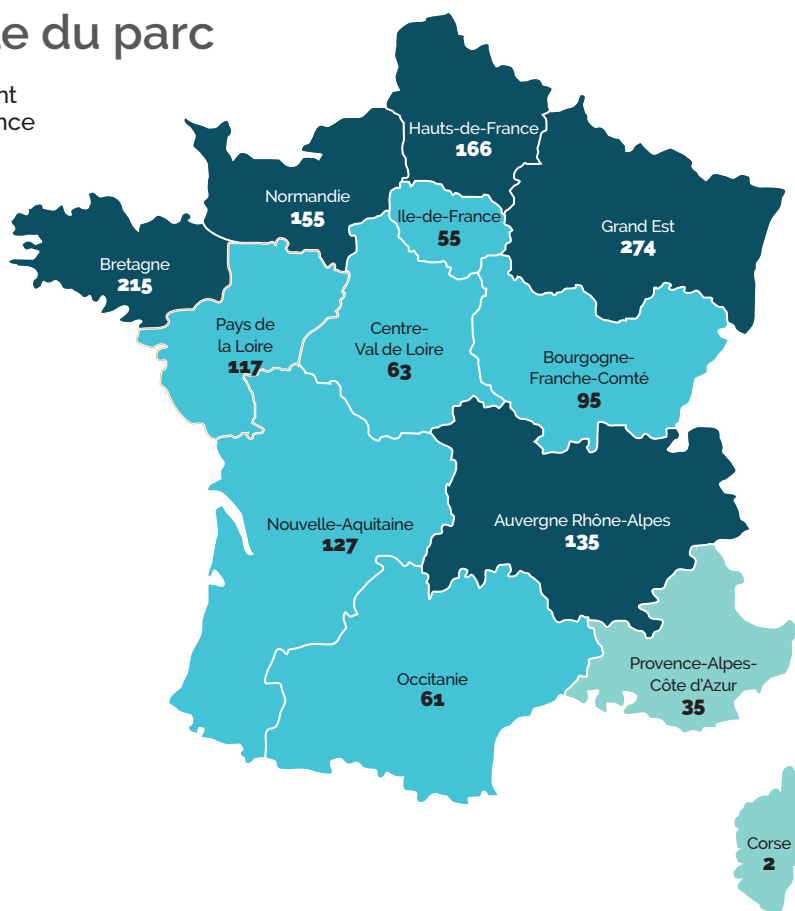 du parc
Hauts-de-France
166
Normandie
155
Ile-de-France
55
Grand Est
274
Bretagne
215
Pays de
la Loire
117
Centre-
Val de Loire
63
Bourgogne-
Franche-Comté
95
Nouvelle-Aquitaine
127
Auvergne Rhône-Alpes
135
Occitanie
61
Provence-Alpes-
Côte d'Azur
35
Corse
2